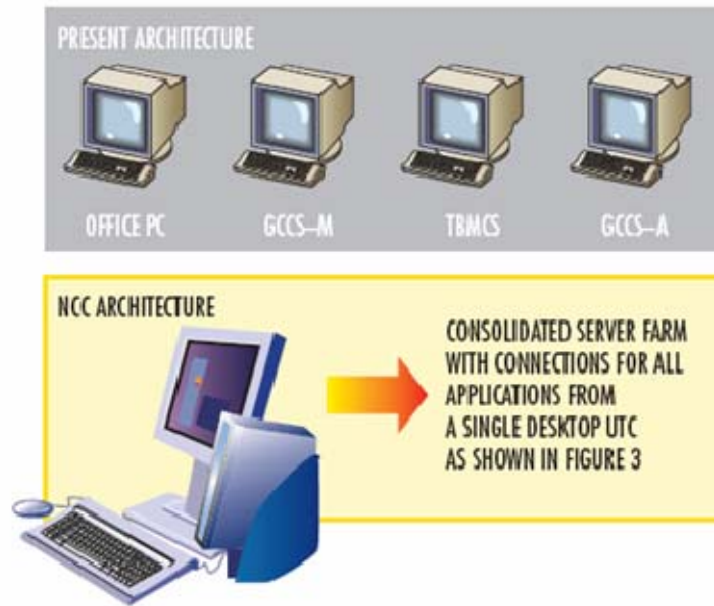 PRESENT ARCHITECTURE
OFFICE PC
GCCS–M
TBMCS
GCCS–A
NCC ARCHITECTURE
CONSOLIDATED SERVER FARM
WITH CONNECTIONS FOR ALL
APPLICATIONS FROM
A SINGLE DESKTOP UTC
AS SHOWN IN FIGURE 3